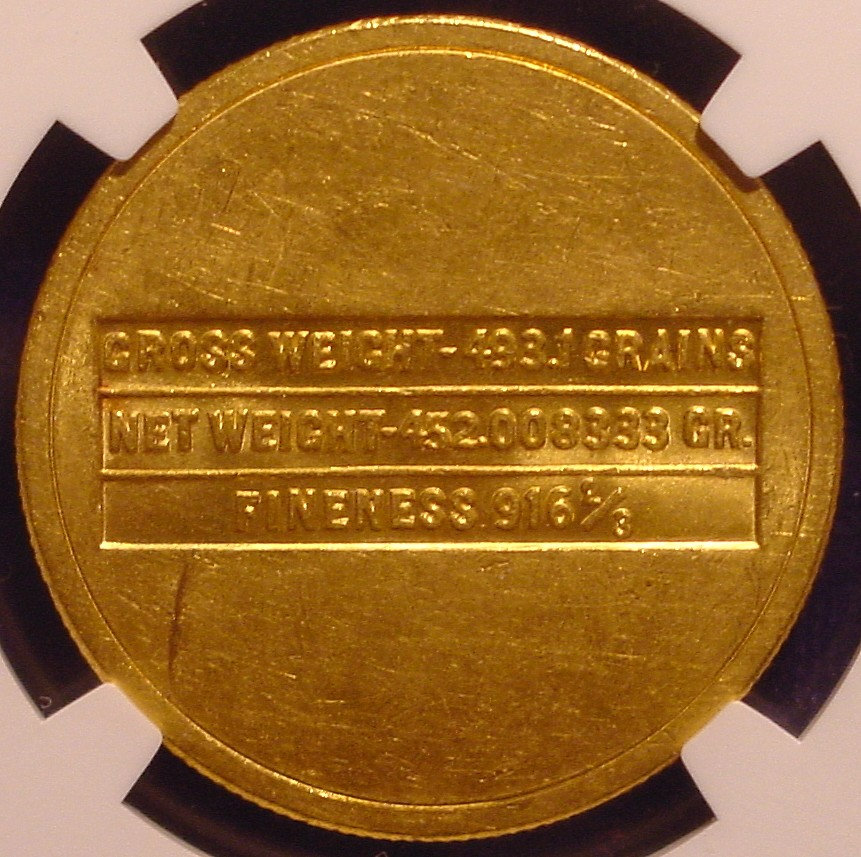 GROSS WEIGHT-493.1 GRAINS
NET WEIGHT-452.008333 GR.
FINENESS.916⅔